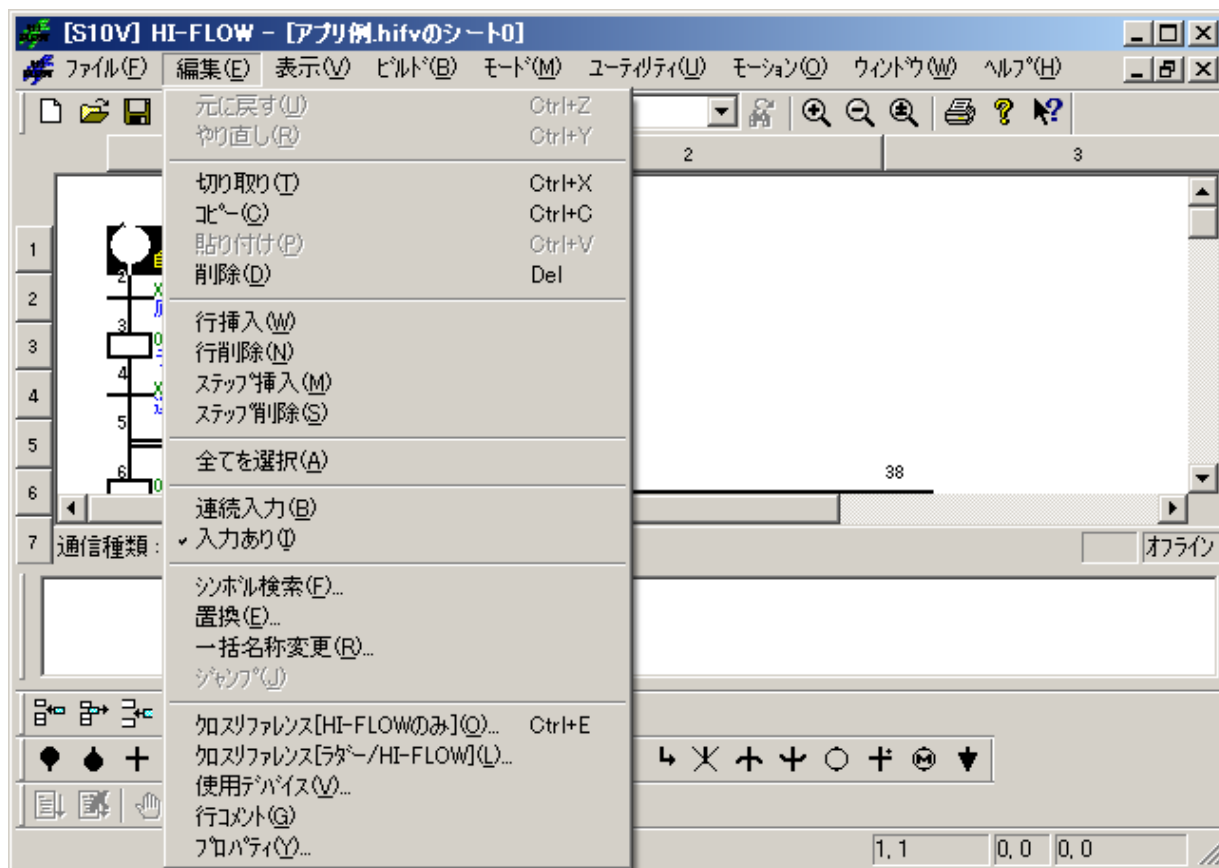 [S10V] HI-FLOW - [アプリ例.hifvのシート0]
ﾌｧｲﾙ(F) 編集(E) 表示(V) ﾋﾞﾙﾄﾞ(B) ﾓｰﾄﾞ(M) ﾕｰﾃｨﾘﾃｨ(U) ﾓｰｼｮﾝ(O) ｳｨﾝﾄﾞｳ(W) ﾍﾙﾌﾟ(H)
元に戻す(U) Ctrl+Z
やり直し(R) Ctrl+Y
2 3
切り取り(T) Ctrl+X
ｺﾋﾟｰ(C) Ctrl+C
貼り付け(P) Ctrl+V
削除(D) Del
行挿入(W)
行削除(N)
ｽﾃｯﾌﾟ挿入(M)
ｽﾃｯﾌﾟ削除(S)
全てを選択(A)
連続入力(B)
入力あり(I)
ｼﾝﾎﾞﾙ検索(F)...
置換(E)...
一括名称変更(R)...
ｼﾞｬﾝﾌﾟ(J)
ｸﾛｽﾘﾌｧﾚﾝｽ[HI-FLOWのみ](O)... Ctrl+E
ｸﾛｽﾘﾌｧﾚﾝｽ[ﾗﾀﾞｰ/HI-FLOW](L)...
使用ﾃﾞﾊﾞｲｽ(V)...
行ｺﾒﾝﾄ(G)
ﾌﾟﾛﾊﾟﾃｨ(Y)...
1
2
3
4
5
6
7
2
3
4
5
6
38
通信種類:
ｵﾌﾗｲﾝ
1, 1 0, 0 0, 0